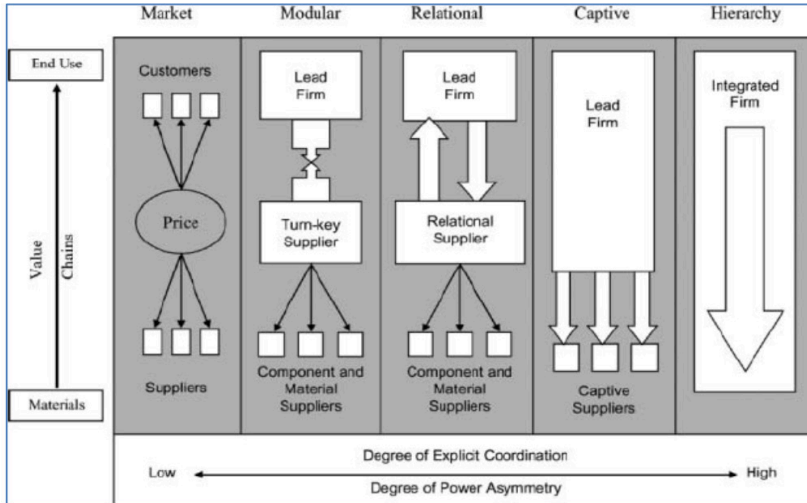 Market
Modular
Relational
Captive
Hierarchy
End Use
Value
Chains
Materials
Customers
Price
Suppliers
Lead
Firm
Turn-key
Supplier
Component and
Material
Suppliers
Lead
Firm
Relational
Supplier
Component and
Material
Suppliers
Lead
Firm
Captive
Suppliers
Integrated
Firm
Degree of Explicit Coordination
Low
High
Degree of Power Asymmetry